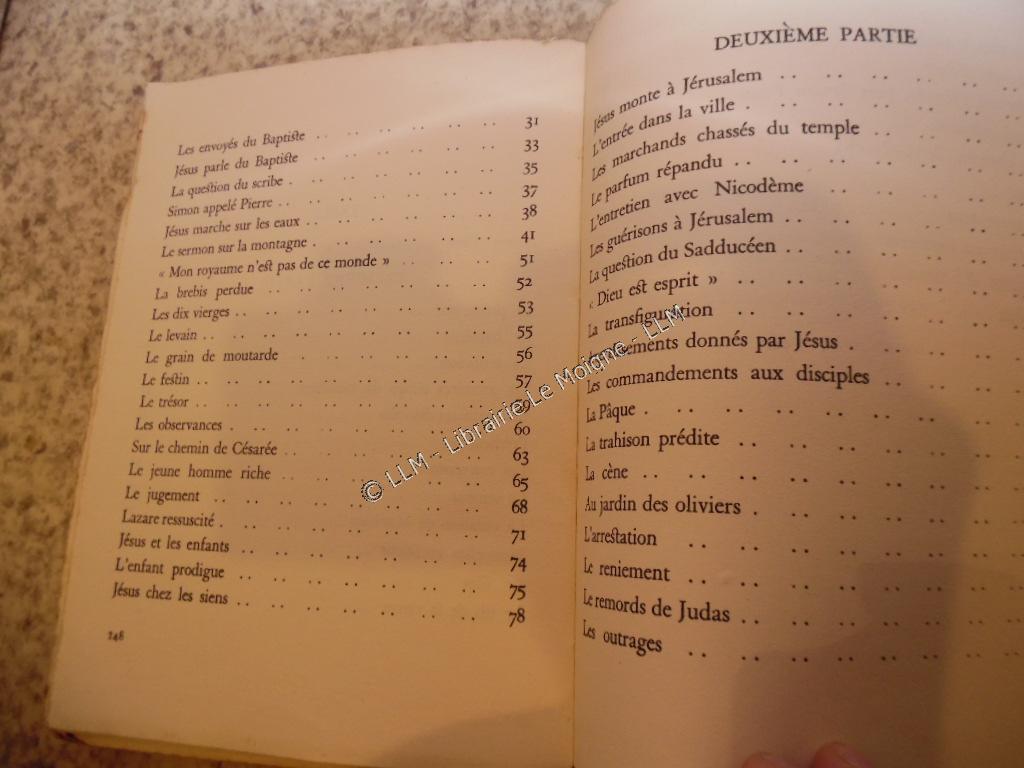 Les envoyés du Baptiste .. .. .. .. .. 31
Jésus parle du Baptiste .. .. .. .. .. 33
La question du scribe . .. .. .. .. .. 35
Simon appelé Pierre .. .. .. .. .. .. 37
Jésus marche sur les eaux .. .. .. .. .. 38
Le sermon sur la montagne . .. .. .. .. 41
« Mon royaume n'est pas de ce monde » .. .. .. 51
La brebis perdue .. .. .. .. .. .. 52
Les dix vierges .. .. .. .. .. .. .. 53
Le levain .. .. .. .. .. .. .. .. 55
Le grain de moutarde .. .. .. .. .. .. 56
Le festin .. .. .. .. .. .. .. .. 57
Le trésor .. .. .. .. .. .. .. .. 59
Les observances . .. .. .. .. .. .. 60
Sur le chemin de Césarée .. .. .. .. .. 63
Le jeune homme riche .. .. .. .. .. 65
Le jugement .. .. .. .. .. .. .. 68
Lazare ressuscité . .. .. .. .. .. .. 71
Jésus et les enfants .. .. .. .. .. .. 74
L'enfant prodigue .. .. .. .. .. .. 75
Jésus chez les siens .. .. .. .. .. .. 78
248
DEUXIÈME PARTIE
Jésus monte à Jérusalem .. .. .. .. ..
L'entrée dans la ville . .. .. .. .. ..
Les marchands chassés du temple .. .. ..
Le parfum répandu .. .. .. .. .. ..
L'entretien avec Nicodème .. .. .. ..
Les guérisons à Jérusalem .. .. .. .. ..
La question du Sadducéen .. .. .. .. ..
« Dieu est esprit » .. .. .. .. .. ..
La transfiguration .. .. .. .. .. ..
donnés par Jésus . .. .. ..
Les commandements aux disciples .. .. ..
La Pâque . .. .. .. .. .. .. ..
La trahison prédite .. .. .. .. .. ..
La cène .. .. .. .. .. .. .. ..
Au jardin des oliviers . .. .. .. .. ..
L'arrestation .. .. .. .. .. .. ..
Le reniement .. .. .. .. .. .. ..
Le remords de Judas .. .. .. .. .. ..
Les outrages .. .. .. .. .. .. ..
© LLM - Librairie Le Moigne - LLM